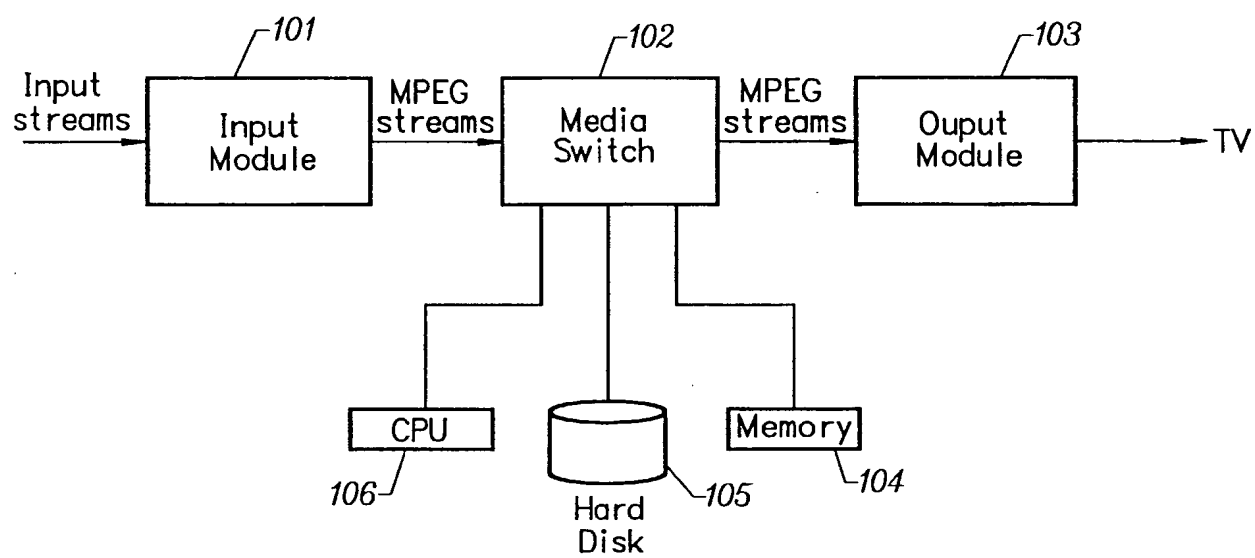 101
102
103
Input
streams
Input
Module
MPEG
streams
Media
Switch
MPEG
streams
Ouput
Module
TV
CPU
106
Hard
Disk
105
Memory
104